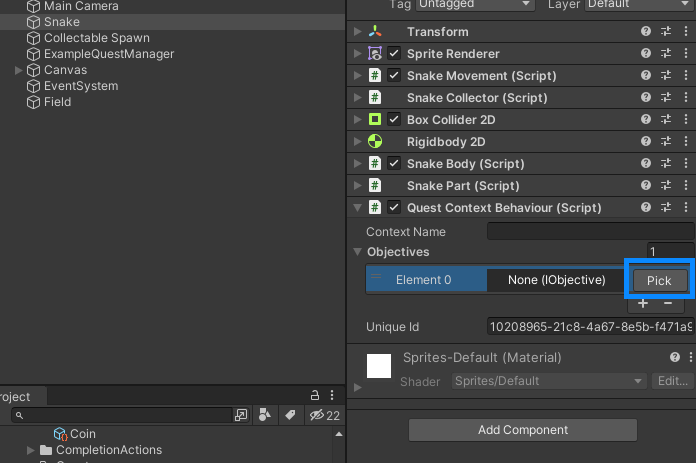 Main Camera
Snake
Collectable Spawn
ExampleQuestManager
Canvas
EventSystem
Field
Tag Untagged Layer Default
Transform
Sprite Renderer
Snake Movement (Script)
Snake Collector (Script)
Box Collider 2D
Rigidbody 2D
Snake Body (Script)
Snake Part (Script)
Quest Context Behaviour (Script)
Context Name
Objectives 1
Element 0 None (IObjective) Pick
Unique Id 10208965-21c8-4a67-8e5b-f471a9
Sprites-Default (Material)
Shader Sprites/Default Edit...
Add Component
roject
22
Coin
CompletionActions